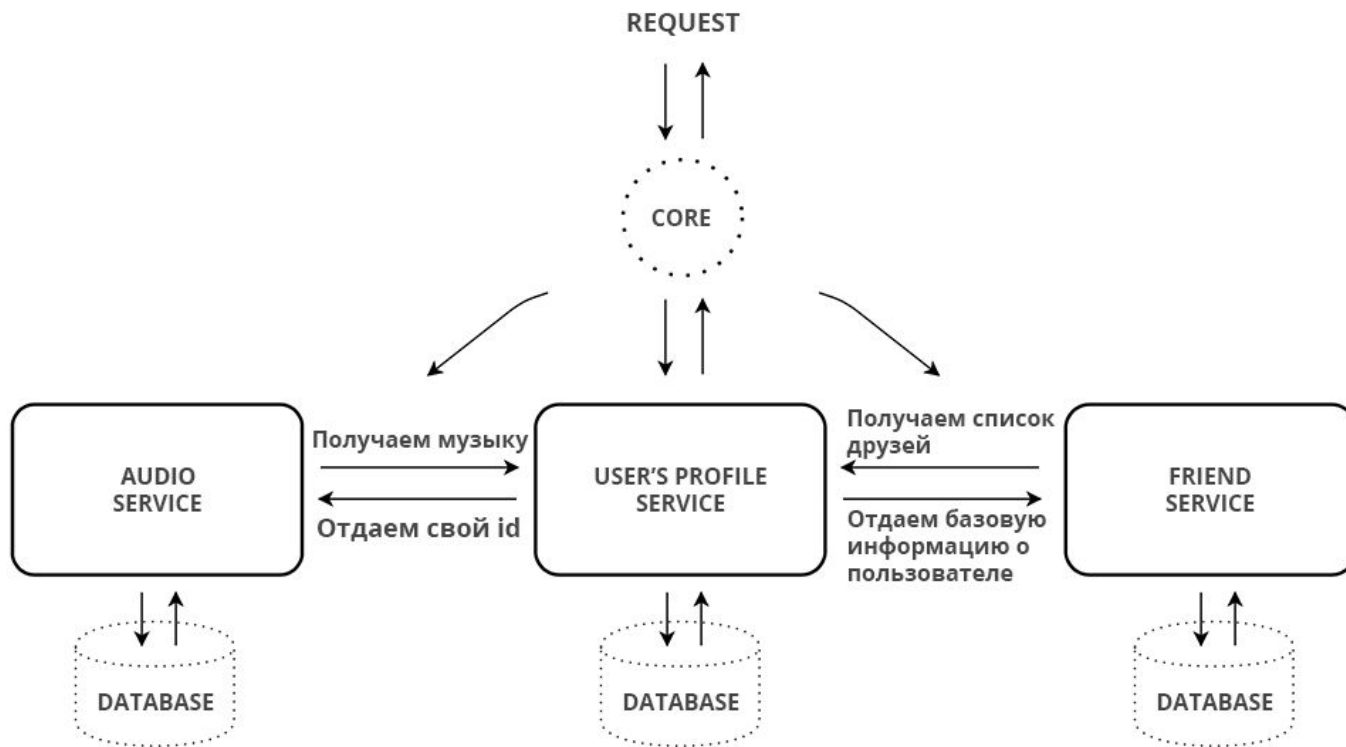 REQUEST
CORE
Получаем музыку
Отдаем свой id
Получаем список
друзей
Отдаем базовую
информацию о
пользователе
AUDIO
SERVICE
USER'S PROFILE
SERVICE
FRIEND
SERVICE
DATABASE
DATABASE
DATABASE